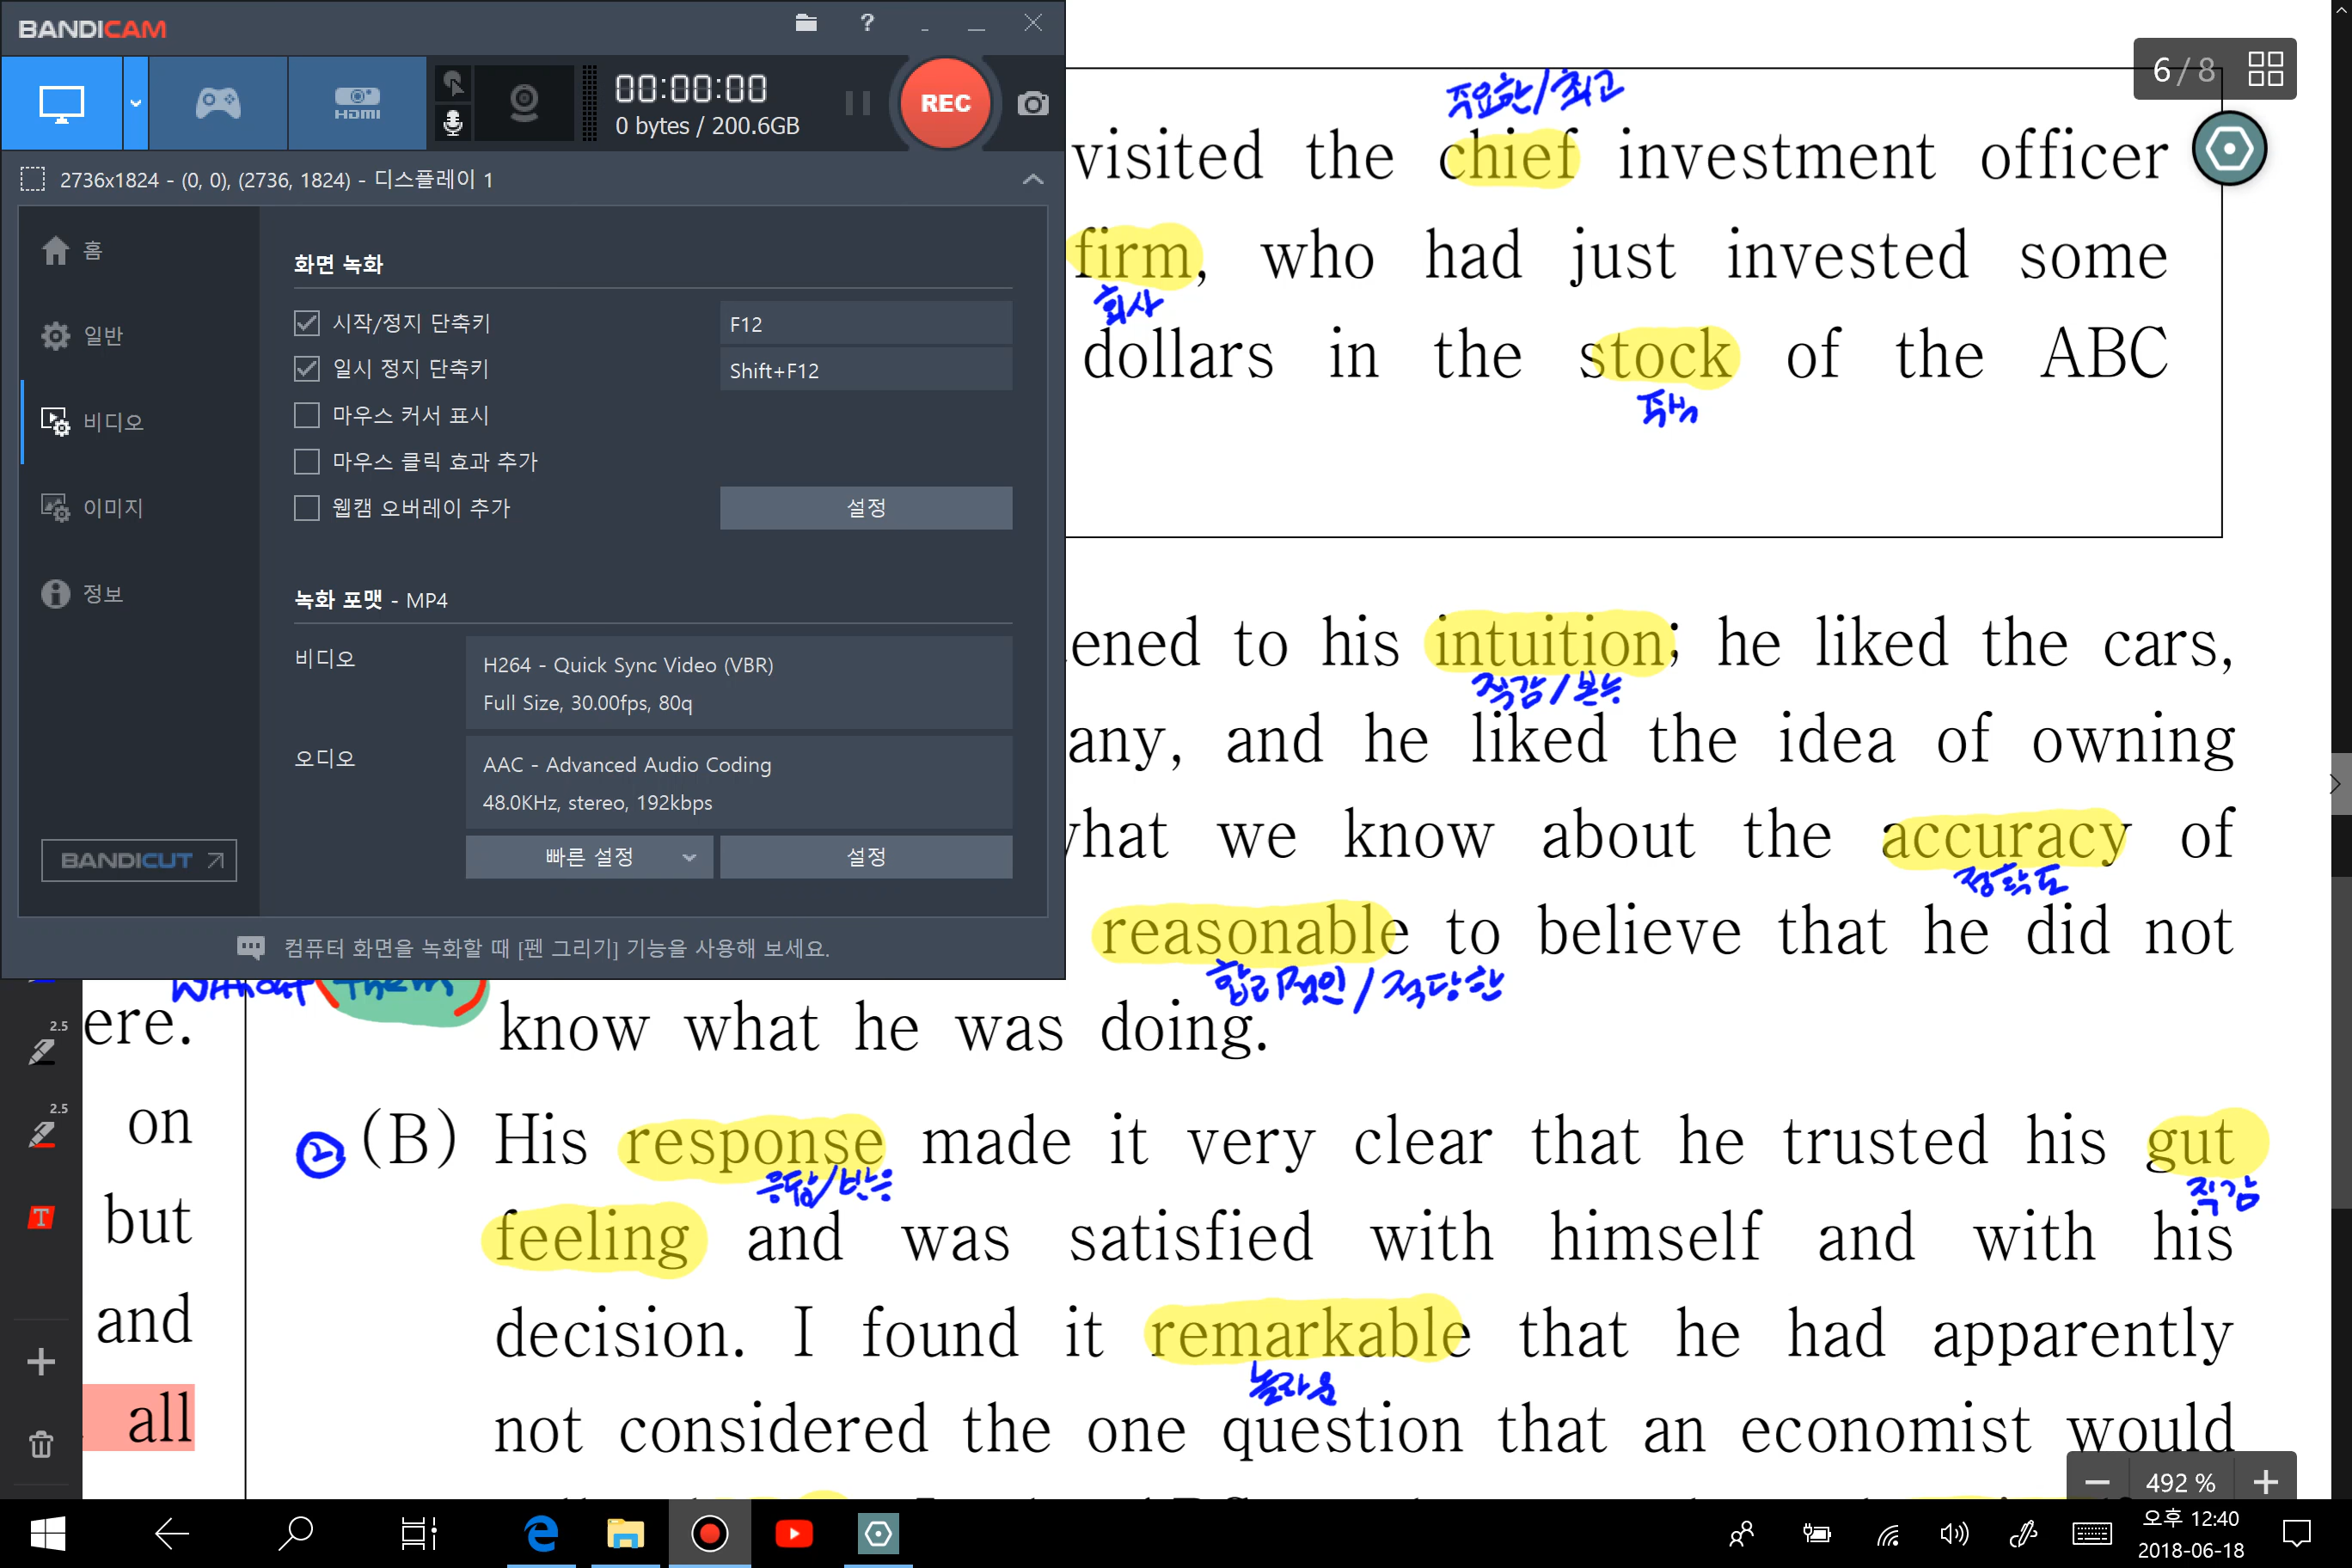 BANDICAM
00:00:00
0 bytes / 200.6GB
REC
HDMI
2736x1824 - (0, 0), (2736, 1824) - 디스플레이 1
홈
일반
비디오
이미지
정보
BANDICUT
화면 녹화
시작/정지 단축키 F12
일시 정지 단축키 Shift+F12
마우스 커서 표시
마우스 클릭 효과 추가
웹캠 오버레이 추가 설정
녹화 포맷 - MP4
비디오
H264 - Quick Sync Video (VBR)
Full Size, 30.00fps, 80q
오디오
AAC - Advanced Audio Coding
48.0KHz, stereo, 192kbps
빠른 설정 설정
컴퓨터 화면을 녹화할 때 [펜 그리기] 기능을 사용해 보세요.
6 / 8
주요한/최고
visited the chief investment officer
firm, who had just invested some
회사
dollars in the stock of the ABC
주식
ened to his intuition; he liked the cars,
직감/본능
any, and he liked the idea of owning
what we know about the accuracy of
정확도
reasonable to believe that he did not
합리적인/적당한
without them
know what he was doing.
② (B) His response made it very clear that he trusted his gut
응답/반응 직감
feeling and was satisfied with himself and with his
decision. I found it remarkable that he had apparently
놀라운
not considered the one question that an economist would
ere.
on
but
and
all
2.5
2.5
T
492 %
오후 12:40
2018-06-18